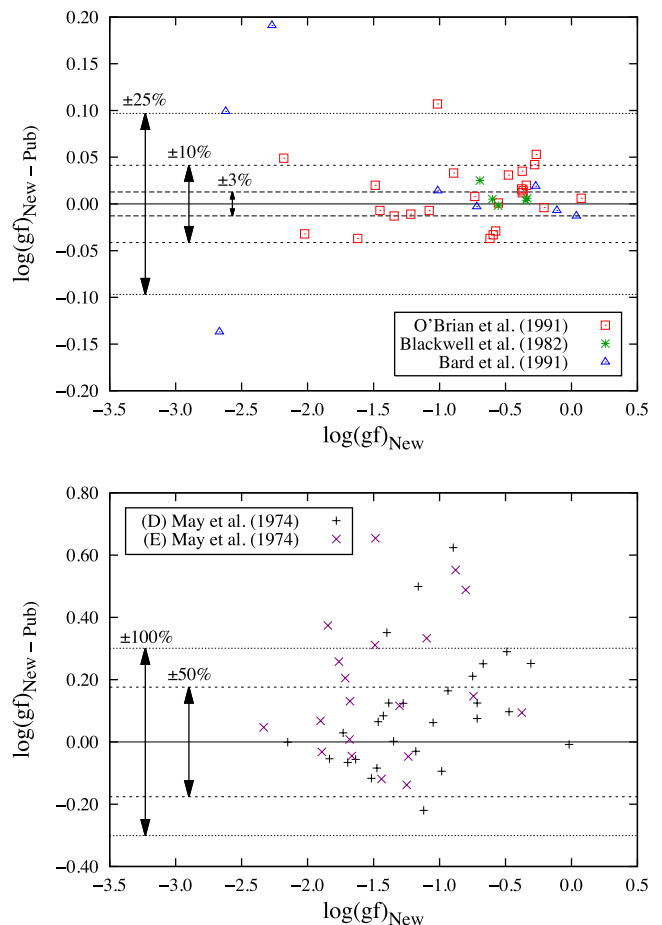 0.20
0.15
0.10
0.05
0.00
−0.05
−0.10
−0.15
−0.20
log(gf)New – Pub)
±25%
±10%
±3%
O'Brian et al. (1991)
Blackwell et al. (1982)
Bard et al. (1991)
−3.5 −3.0 −2.5 −2.0 −1.5 −1.0 −0.5 0.0 0.5
log(gf)New
0.80
0.60
0.40
0.20
0.00
−0.20
−0.40
log(gf)New – Pub)
(D) May et al. (1974)
(E) May et al. (1974)
±100%
±50%
−3.5 −3.0 −2.5 −2.0 −1.5 −1.0 −0.5 0.0 0.5
log(gf)New